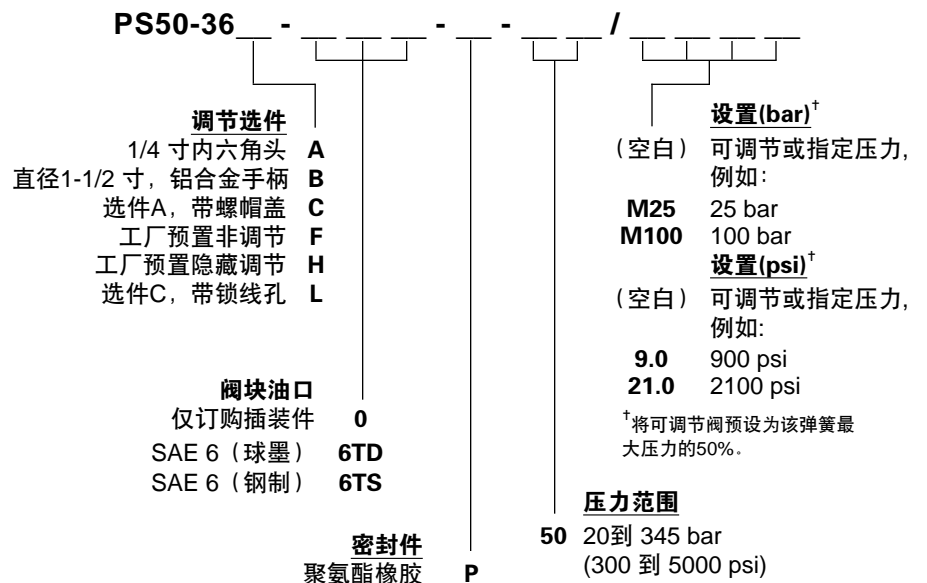 PS50-36__ - __ __ __ - __ - __ __ / __ __ __ __
调节选件
1/4 寸内六角头 A
直径1-1/2 寸，铝合金手柄 B
选件A，带螺帽盖 C
工厂预置非调节 F
工厂预置隐藏调节 H
选件C，带锁线孔 L
阀块油口
仅订购插装件 0
SAE 6（球墨） 6TD
SAE 6（钢制） 6TS
密封件
聚氨酯橡胶 P
压力范围
50 20到 345 bar
(300 到 5000 psi)
设置(bar)†
（空白） 可调节或指定压力,
例如：
M25 25 bar
M100 100 bar
设置(psi)†
（空白） 可调节或指定压力,
例如:
9.0 900 psi
21.0 2100 psi
†将可调节阀预设为该弹簧最
大压力的50%。